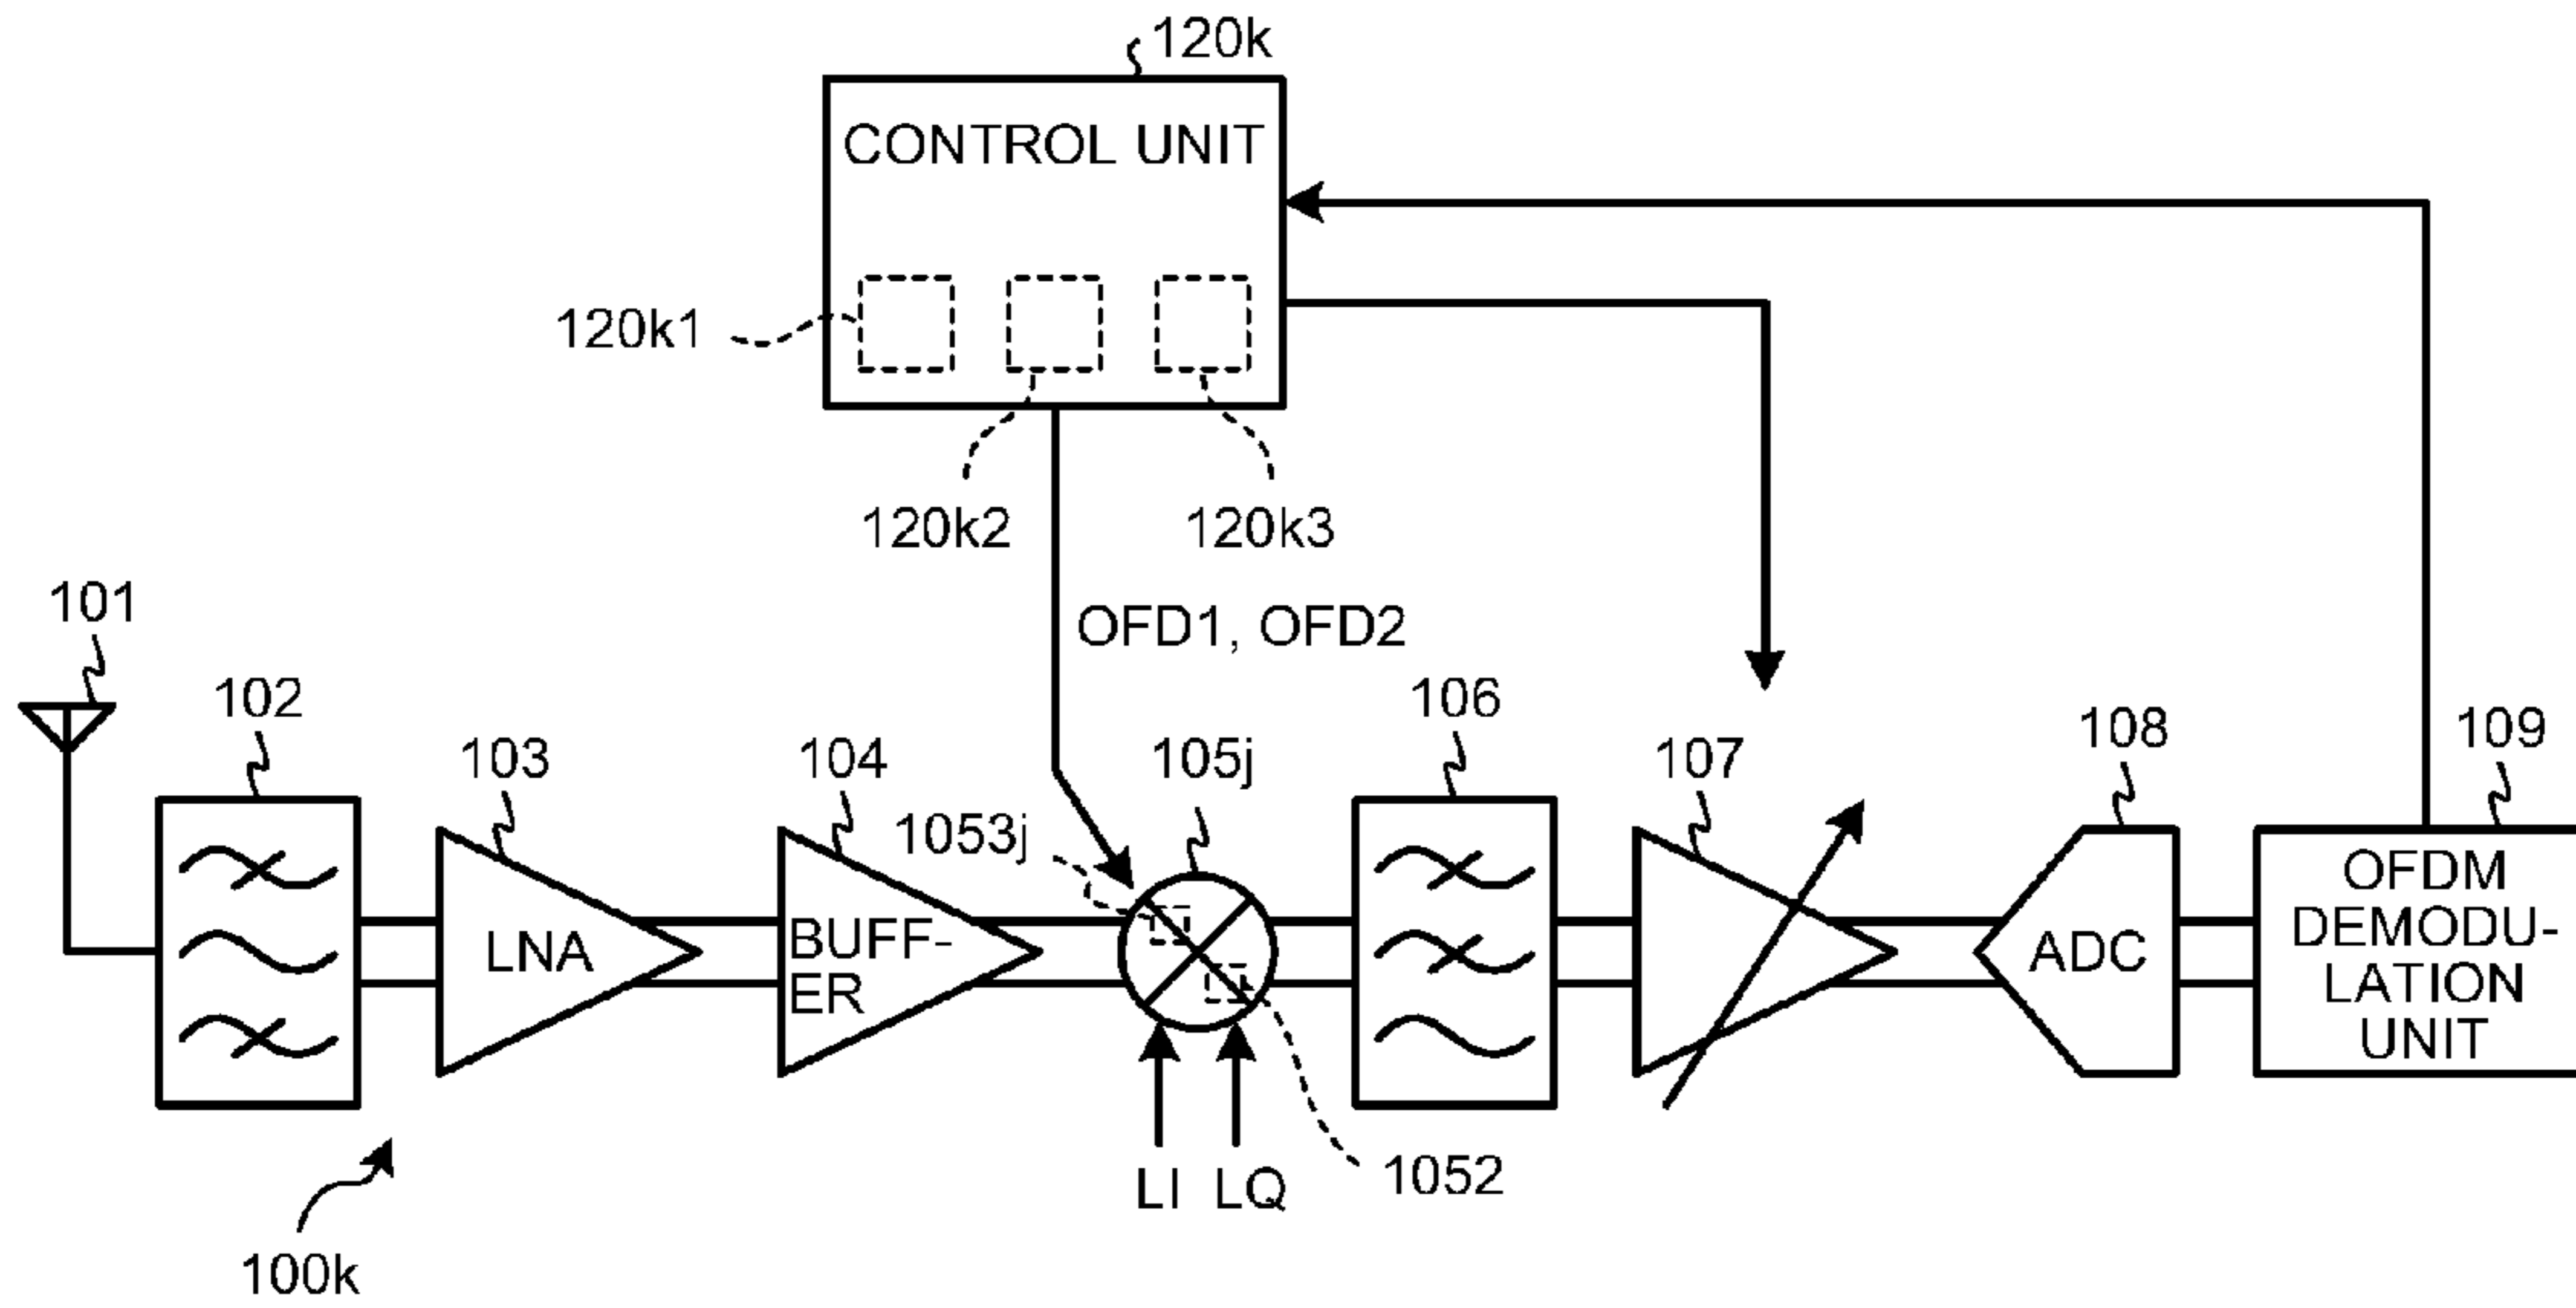 120k
CONTROL UNIT
120k1
120k2
120k3
OFD1, OFD2
101
102
103
104
105j
1053j
106
107
108
109
LNA
BUFF-
ER
ADC
OFDM
DEMODU-
LATION
UNIT
LI
LQ
1052
100k